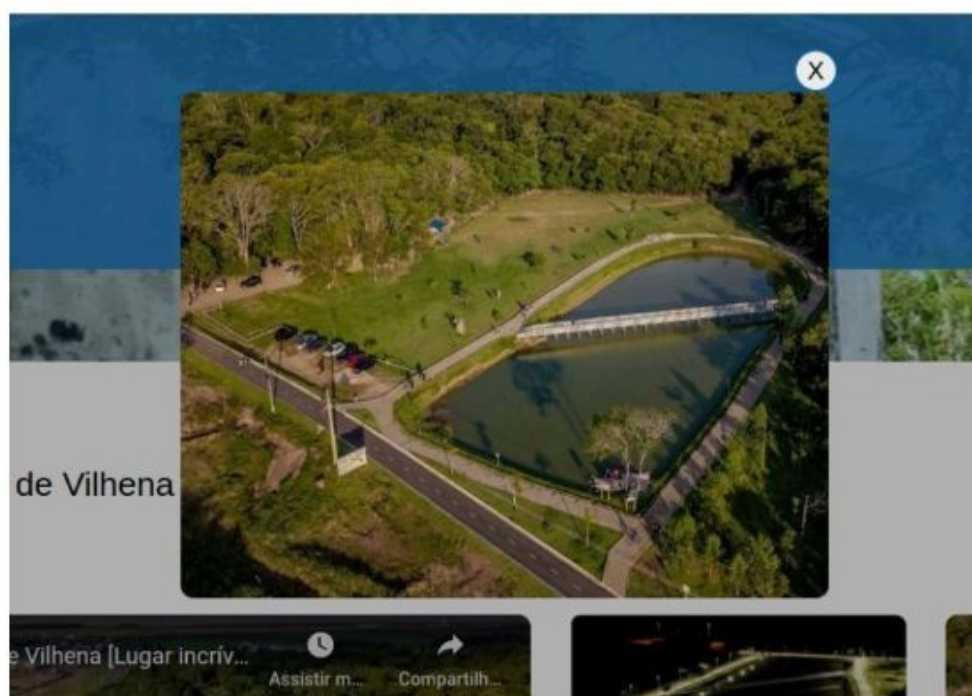 X
de Vilhena
e Vilhena [Lugar incrív...
Assistir m...
Compartilh...